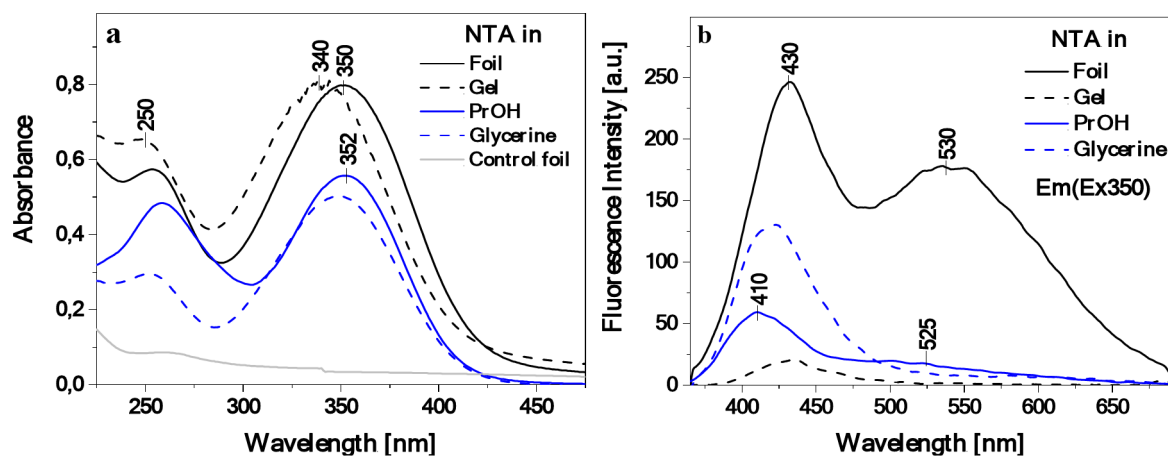 a
NTA in
Foil
Gel
PrOH
Glycerine
Control foil
250
340
350
352
Absorbance
0,8
0,6
0,4
0,2
0,0
250
300
350
400
450
Wavelength [nm]
b
NTA in
Foil
Gel
PrOH
Glycerine
Em(Ex350)
430
530
410
525
Fluorescence Intensity [a.u.]
250
200
150
100
50
0
400
450
500
550
600
650
Wavelength [nm]